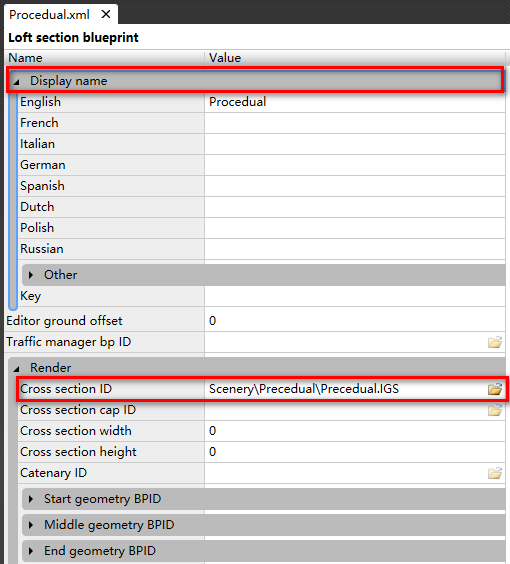 Procedual.xml ✕
Loft section blueprint
Name Value
Display name
English Procedual
French
Italian
German
Spanish
Dutch
Polish
Russian
Other
Key
Editor ground offset 0
Traffic manager bp ID
Render
Cross section ID Scenery\Precedual\Precedual.IGS
Cross section cap ID
Cross section width 0
Cross section height 0
Catenary ID
Start geometry BPID
Middle geometry BPID
End geometry BPID